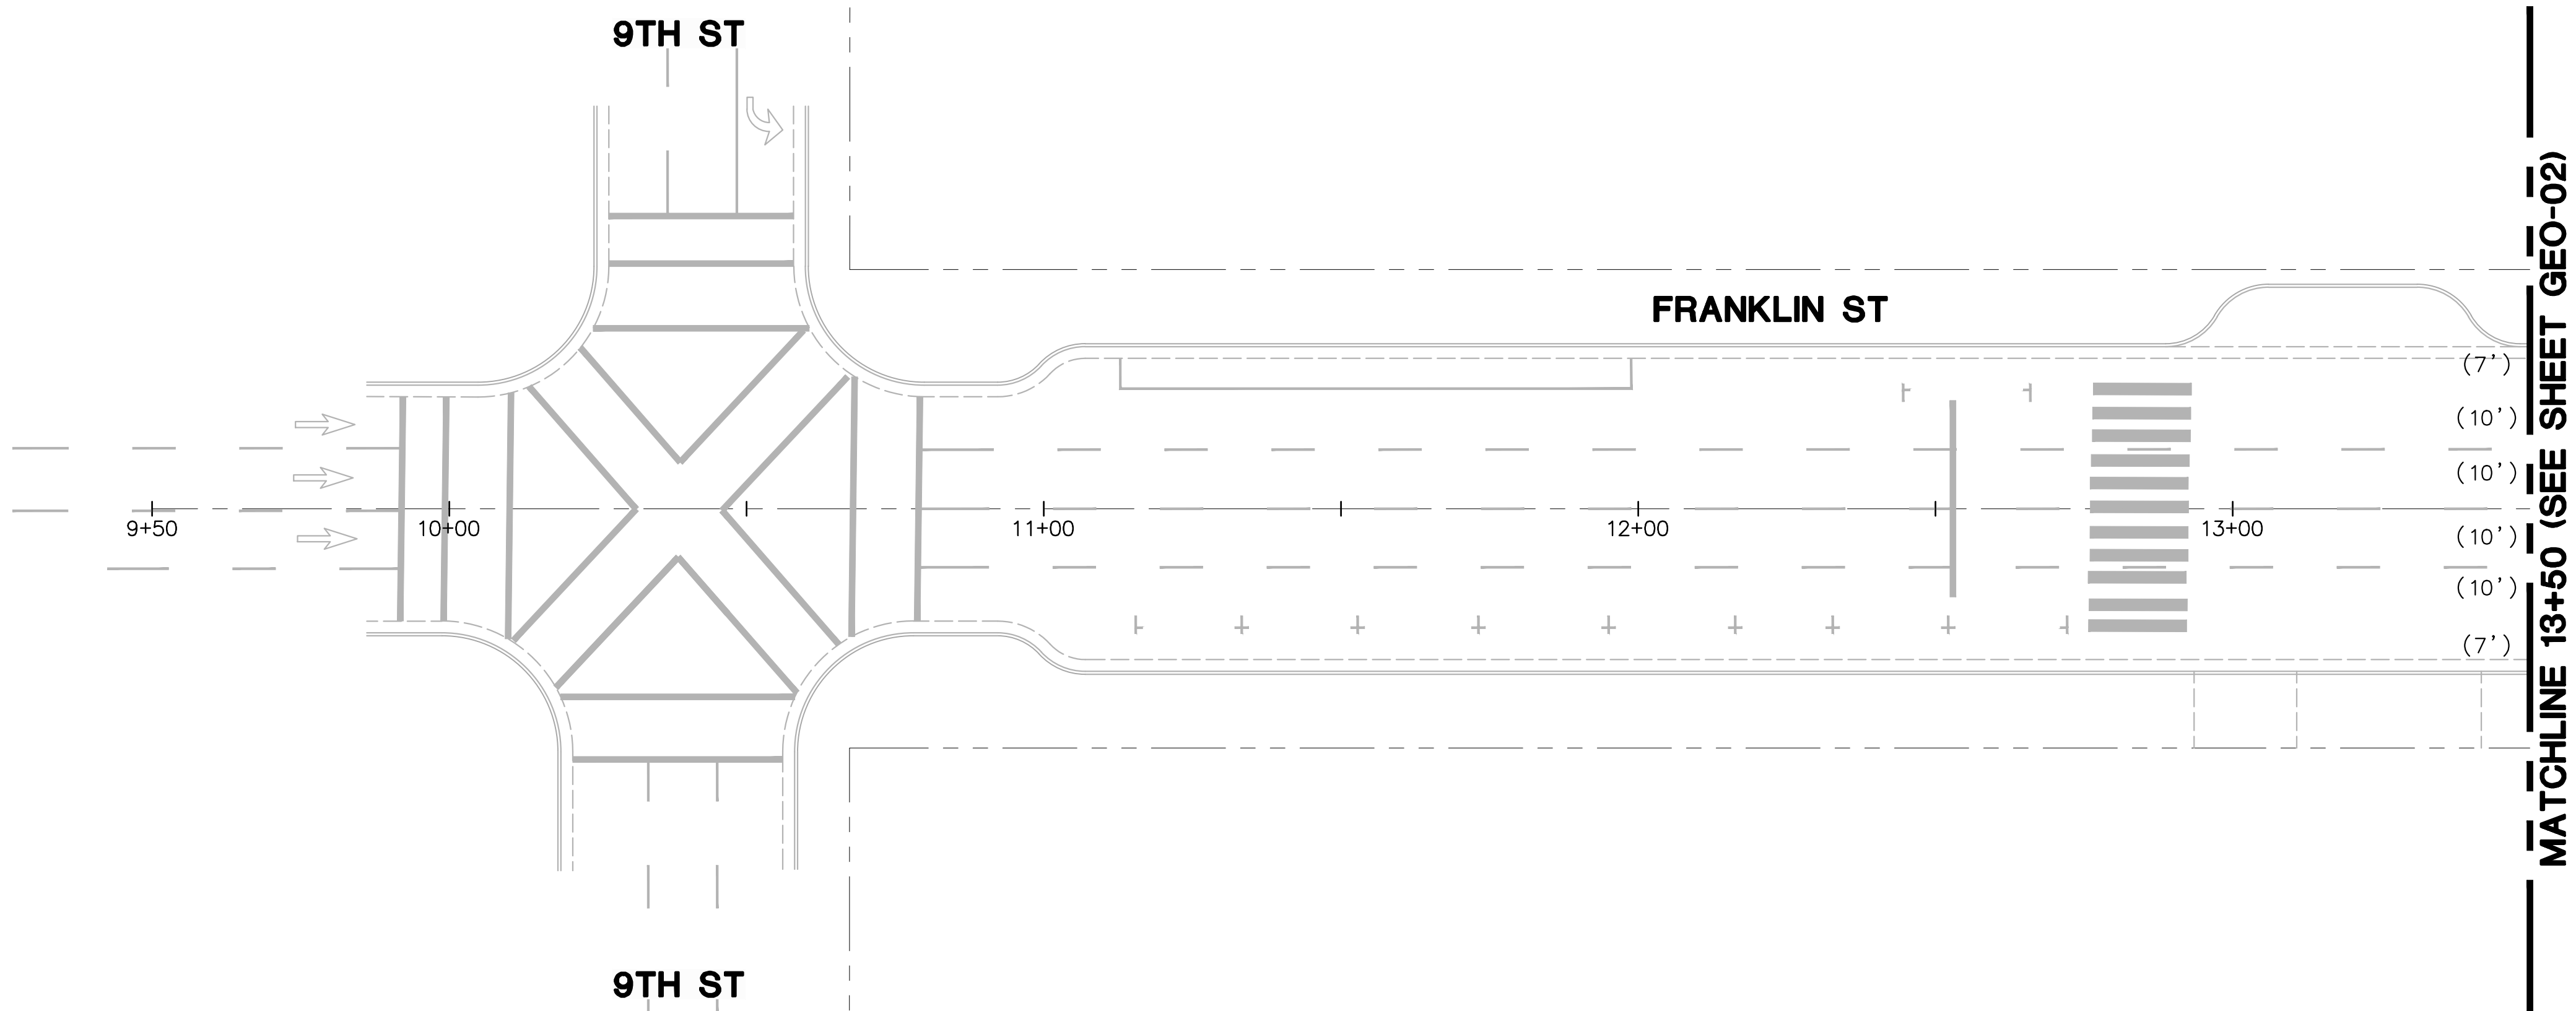 9TH ST
FRANKLIN ST
(7')
(10')
(10')
9+50
10+00
11+00
12+00
13+00
(10')
(10')
(7')
9TH ST
MATCHLINE 13+50 (SEE SHEET GEO-02)